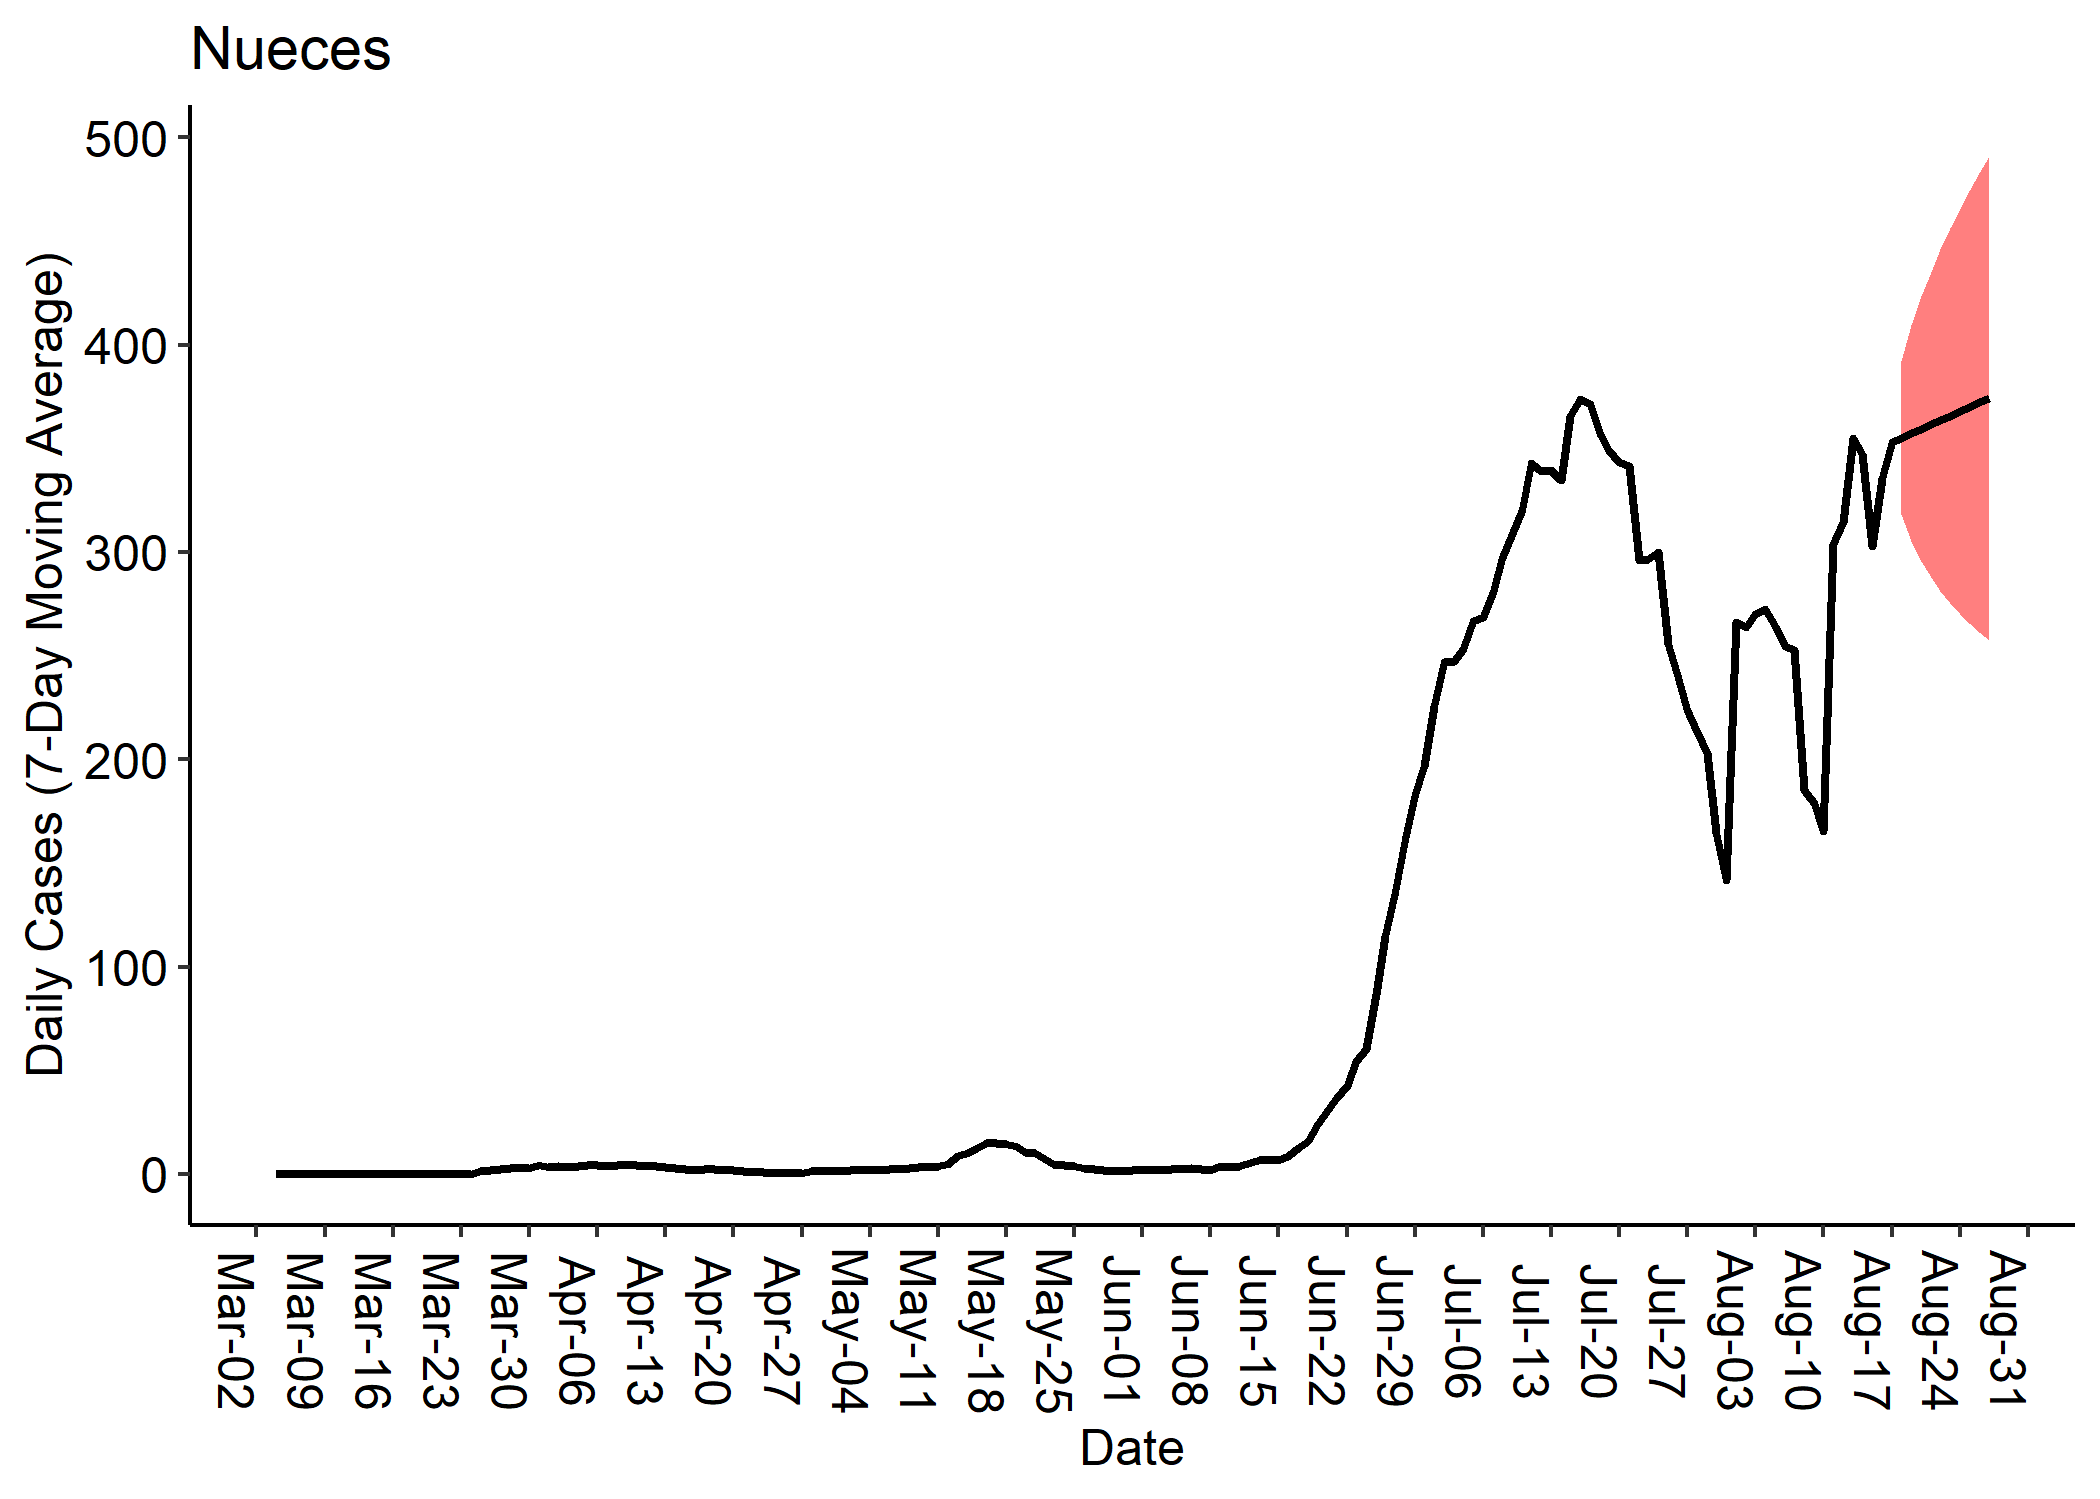 Nueces
Daily Cases (7-Day Moving Average)
500
400
300
200
100
0
Mar-02
Mar-09
Mar-16
Mar-23
Mar-30
Apr-06
Apr-13
Apr-20
Apr-27
May-04
May-11
May-18
May-25
Jun-01
Jun-08
Jun-15
Jun-22
Jun-29
Jul-06
Jul-13
Jul-20
Jul-27
Aug-03
Aug-10
Aug-17
Aug-24
Aug-31
Date